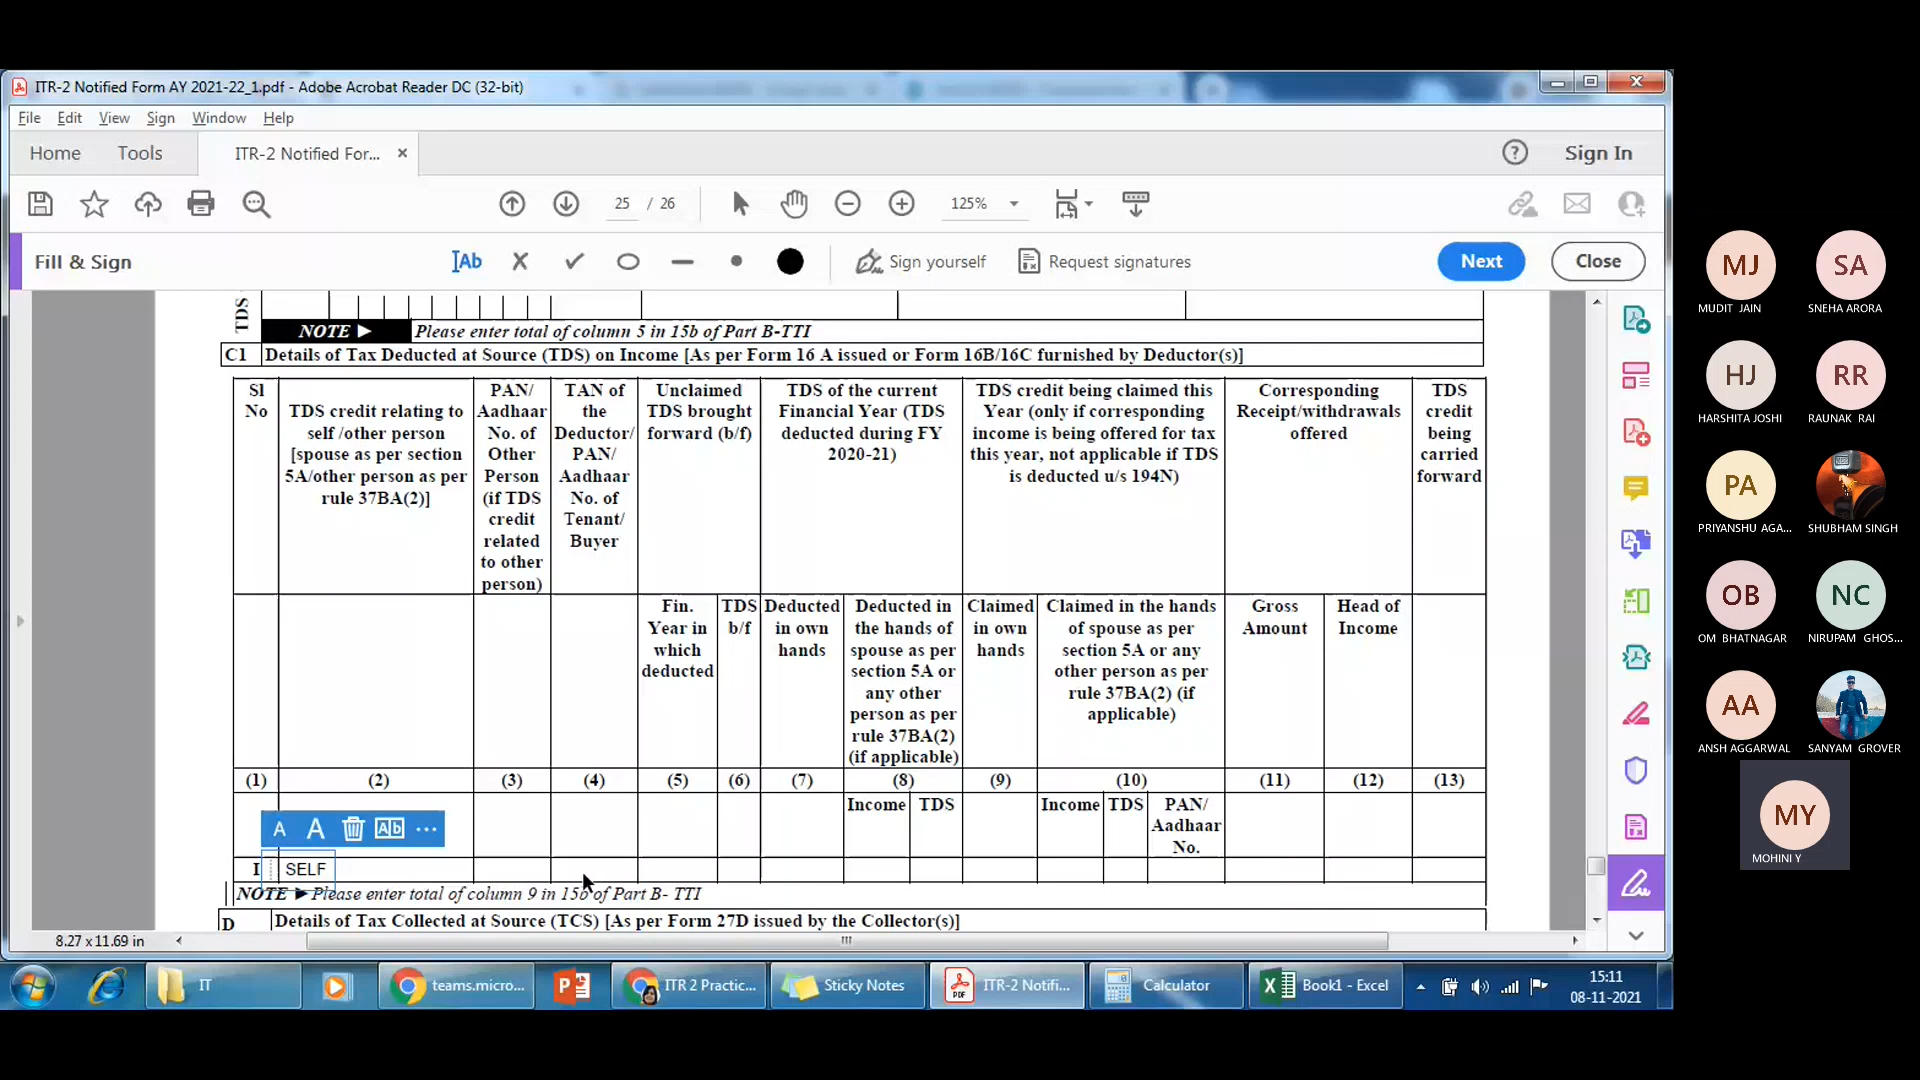 ITR-2 Notified Form AY 2021-22_1.pdf - Adobe Acrobat Reader DC (32-bit)
File Edit View Sign Window Help
Home Tools ITR-2 Notified For... × Sign In
25 / 26 125%
Fill & Sign
Ab
Sign yourself
Request signatures
Next
Close
TDS
NOTE ► Please enter total of column 5 in 15b of Part B-TTI
C1 Details of Tax Deducted at Source (TDS) on Income [As per Form 16 A issued or Form 16B/16C furnished by Deductor(s)]
Sl
No
TDS credit relating to
self /other person
[spouse as per section
5A/other person as per
rule 37BA(2)]
PAN/
Aadhaar
No. of
Other
Person
(if TDS
credit
related
to other
person)
TAN of
the
Deductor/
PAN/
Aadhaar
No. of
Tenant/
Buyer
Unclaimed
TDS brought
forward (b/f)
TDS of the current
Financial Year (TDS
deducted during FY
2020-21)
TDS credit being claimed this
Year (only if corresponding
income is being offered for tax
this year, not applicable if TDS
is deducted u/s 194N)
Corresponding
Receipt/withdrawals
offered
TDS
credit
being
carried
forward
Fin.
Year in
which
deducted
TDS
b/f
Deducted
in own
hands
Deducted in
the hands of
spouse as per
section 5A or
any other
person as per
rule 37BA(2)
(if applicable)
Claimed
in own
hands
Claimed in the hands
of spouse as per
section 5A or any
other person as per
rule 37BA(2) (if
applicable)
Gross
Amount
Head of
Income
(1) (2) (3) (4) (5) (6) (7) (8) (9) (10) (11) (12) (13)
Income TDS Income TDS PAN/
Aadhaar
No.
A A Ab ...
I SELF
NOTE ►Please enter total of column 9 in 15b of Part B- TTI
D Details of Tax Collected at Source (TCS) [As per Form 27D issued by the Collector(s)]
8.27 x 11.69 in
IT
teams.micro...
ITR 2 Practic...
Sticky Notes
PDF
ITR-2 Notifi...
Calculator
Book1 - Excel
15:11
08-11-2021
MJ
MUDIT JAIN
SA
SNEHA ARORA
HJ
HARSHITA JOSHI
RR
RAUNAK RAI
PA
PRIYANSHU AGA...
SHUBHAM SINGH
OB
OM BHATNAGAR
NC
NIRUPAM GHOS...
AA
ANSH AGGARWAL
SANYAM GROVER
MY
MOHINI Y